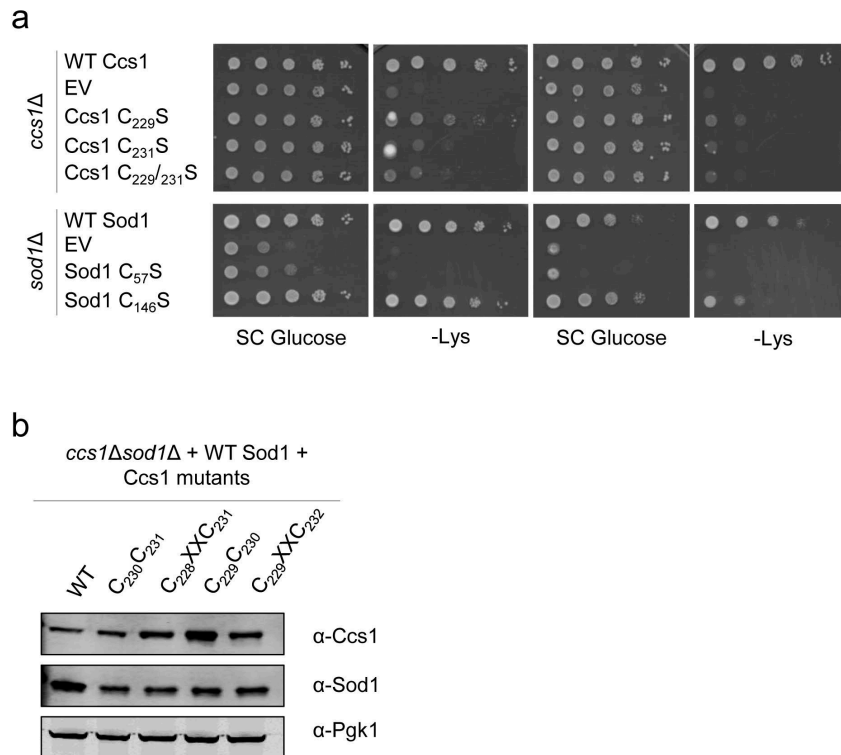 a
ccs1Δ
WT Ccs1
EV
Ccs1 C₂₂₉S
Ccs1 C₂₃₁S
Ccs1 C₂₂₉/₂₃₁S
sod1Δ
WT Sod1
EV
Sod1 C₅₇S
Sod1 C₁₄₆S
SC Glucose -Lys SC Glucose -Lys
b
ccs1Δsod1Δ + WT Sod1 +
Ccs1 mutants
WT C₂₃₀C₂₃₁ C₂₂₈XXC₂₃₁ C₂₂₉C₂₃₀ C₂₂₉XXC₂₃₂
α-Ccs1
α-Sod1
α-Pgk1